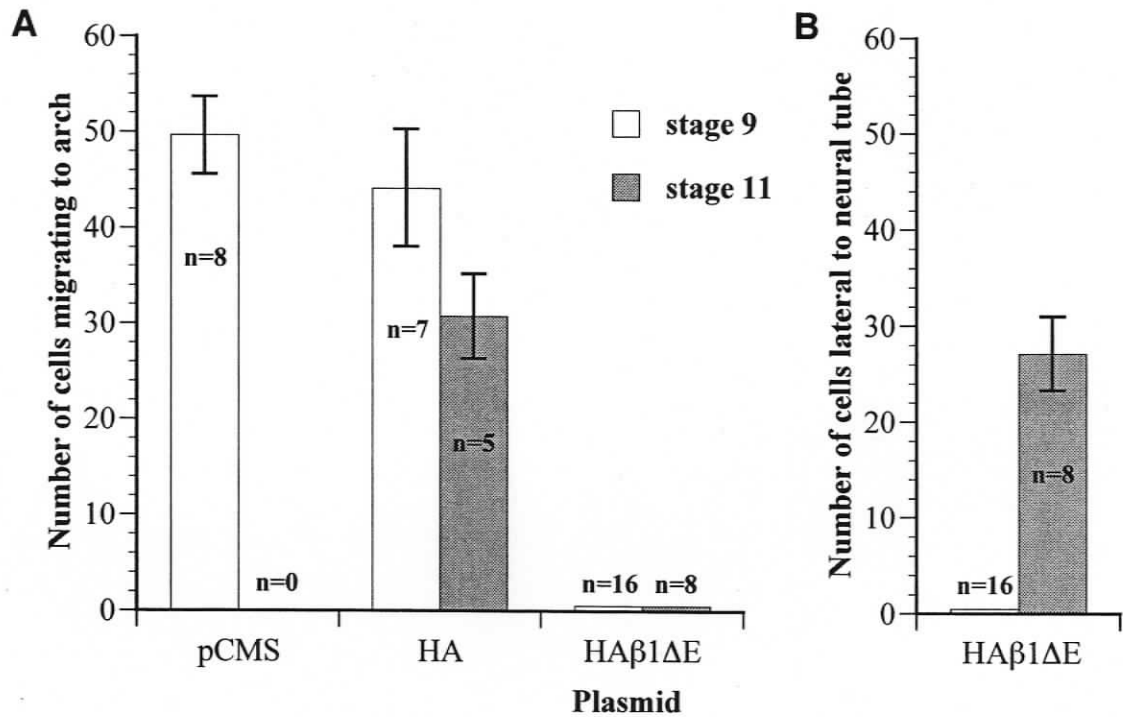 A
Number of cells migrating to arch
60
50
40
30
20
10
0
n=8
n=0
n=7
n=5
n=16 n=8
pCMS HA HAβ1ΔE
Plasmid
stage 9
stage 11
B
Number of cells lateral to neural tube
60
50
40
30
20
10
0
n=16
n=8
HAβ1ΔE